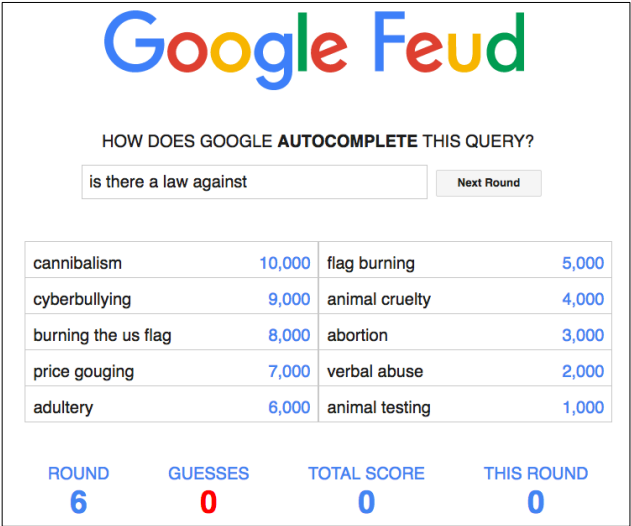 Google Feud
HOW DOES GOOGLE AUTOCOMPLETE THIS QUERY?
is there a law against Next Round
cannibalism 10,000 flag burning 5,000
cyberbullying 9,000 animal cruelty 4,000
burning the us flag 8,000 abortion 3,000
price gouging 7,000 verbal abuse 2,000
adultery 6,000 animal testing 1,000
ROUND GUESSES TOTAL SCORE THIS ROUND
6 0 0 0